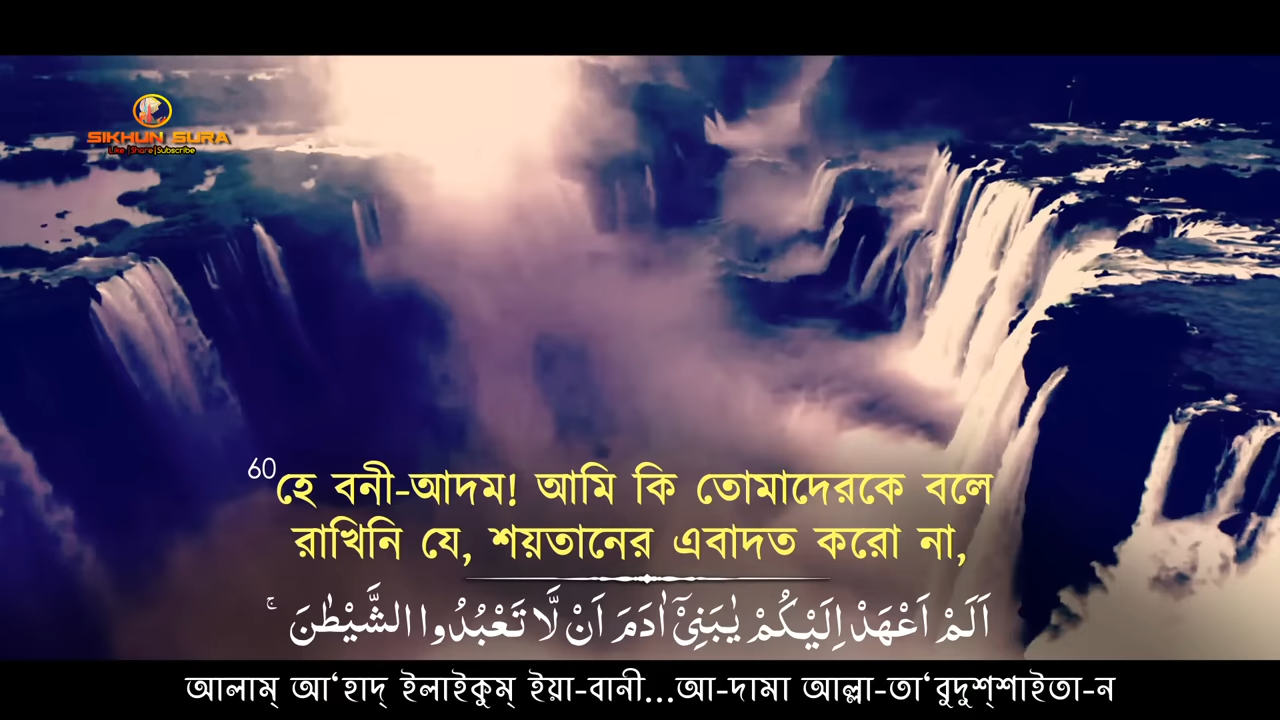 SIKHUN SURA
Like |Share|Subscribe
60 হে বনী-আদম! আমি কি তোমাদেরকে বলে
রাখিনি যে, শয়তানের এবাদত করো না,
اَلَمْ اَعْهَدْ اِلَيْكُمْ يٰبَنِيْۤ اٰدَمَ اَنْ لَّا تَعْبُدُوا الشَّيْطٰنَ ۚ
আলাম্ আ‘হাদ্ ইলাইকুম্ ইয়া-বানী...আ-দামা আল্লা-তা‘বুদুশ্শাইতা-ন